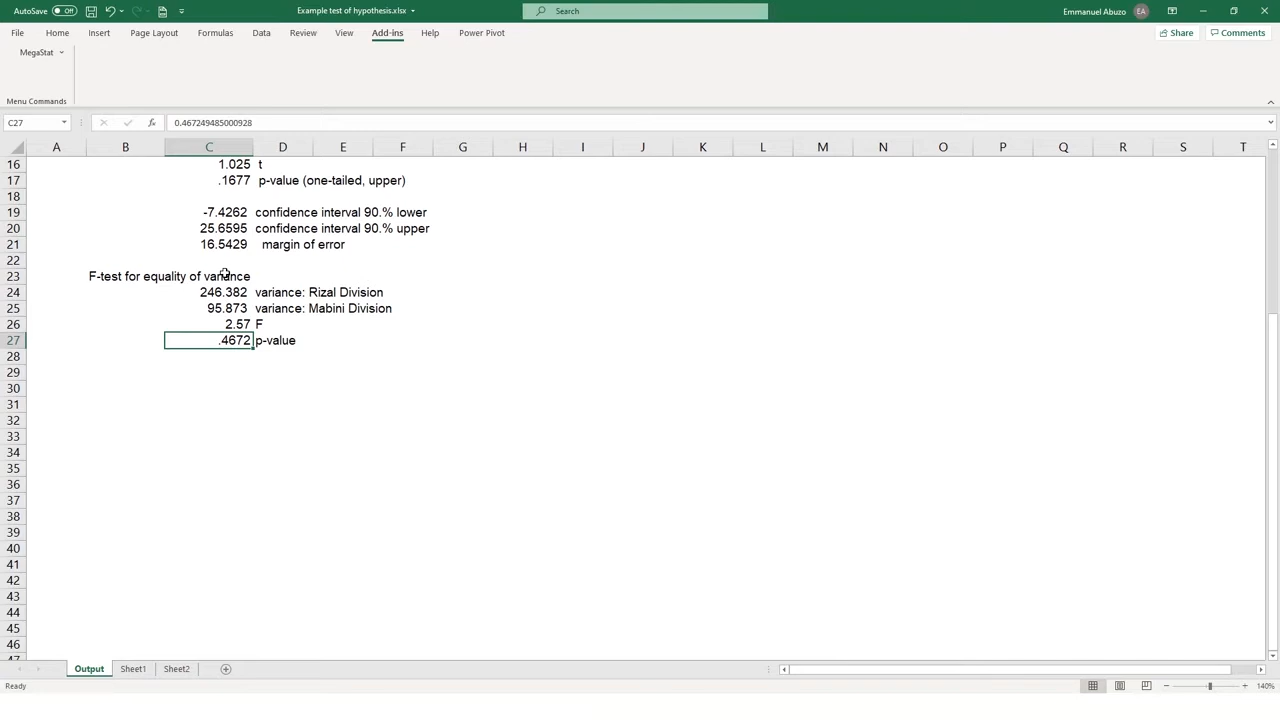 AutoSave Off Example test of hypothesis.xlsx Search Emmanuel Abuzo EA
File Home Insert Page Layout Formulas Data Review View Add-ins Help Power Pivot Share Comments
MegaStat
Menu Commands
C27 fx 0.467249485000928
A B C D E F G H I J K L M N O P Q R S T
16 1.025 t
17 .1677 p-value (one-tailed, upper)
18
19 -7.4262 confidence interval 90.% lower
20 25.6595 confidence interval 90.% upper
21 16.5429 margin of error
22
23 F-test for equality of variance
24 246.382 variance: Rizal Division
25 95.873 variance: Mabini Division
26 2.57 F
27 .4672 p-value
28
29
30
31
32
33
34
35
36
37
38
39
40
41
42
43
44
45
46
47
Output Sheet1 Sheet2
Ready 140%